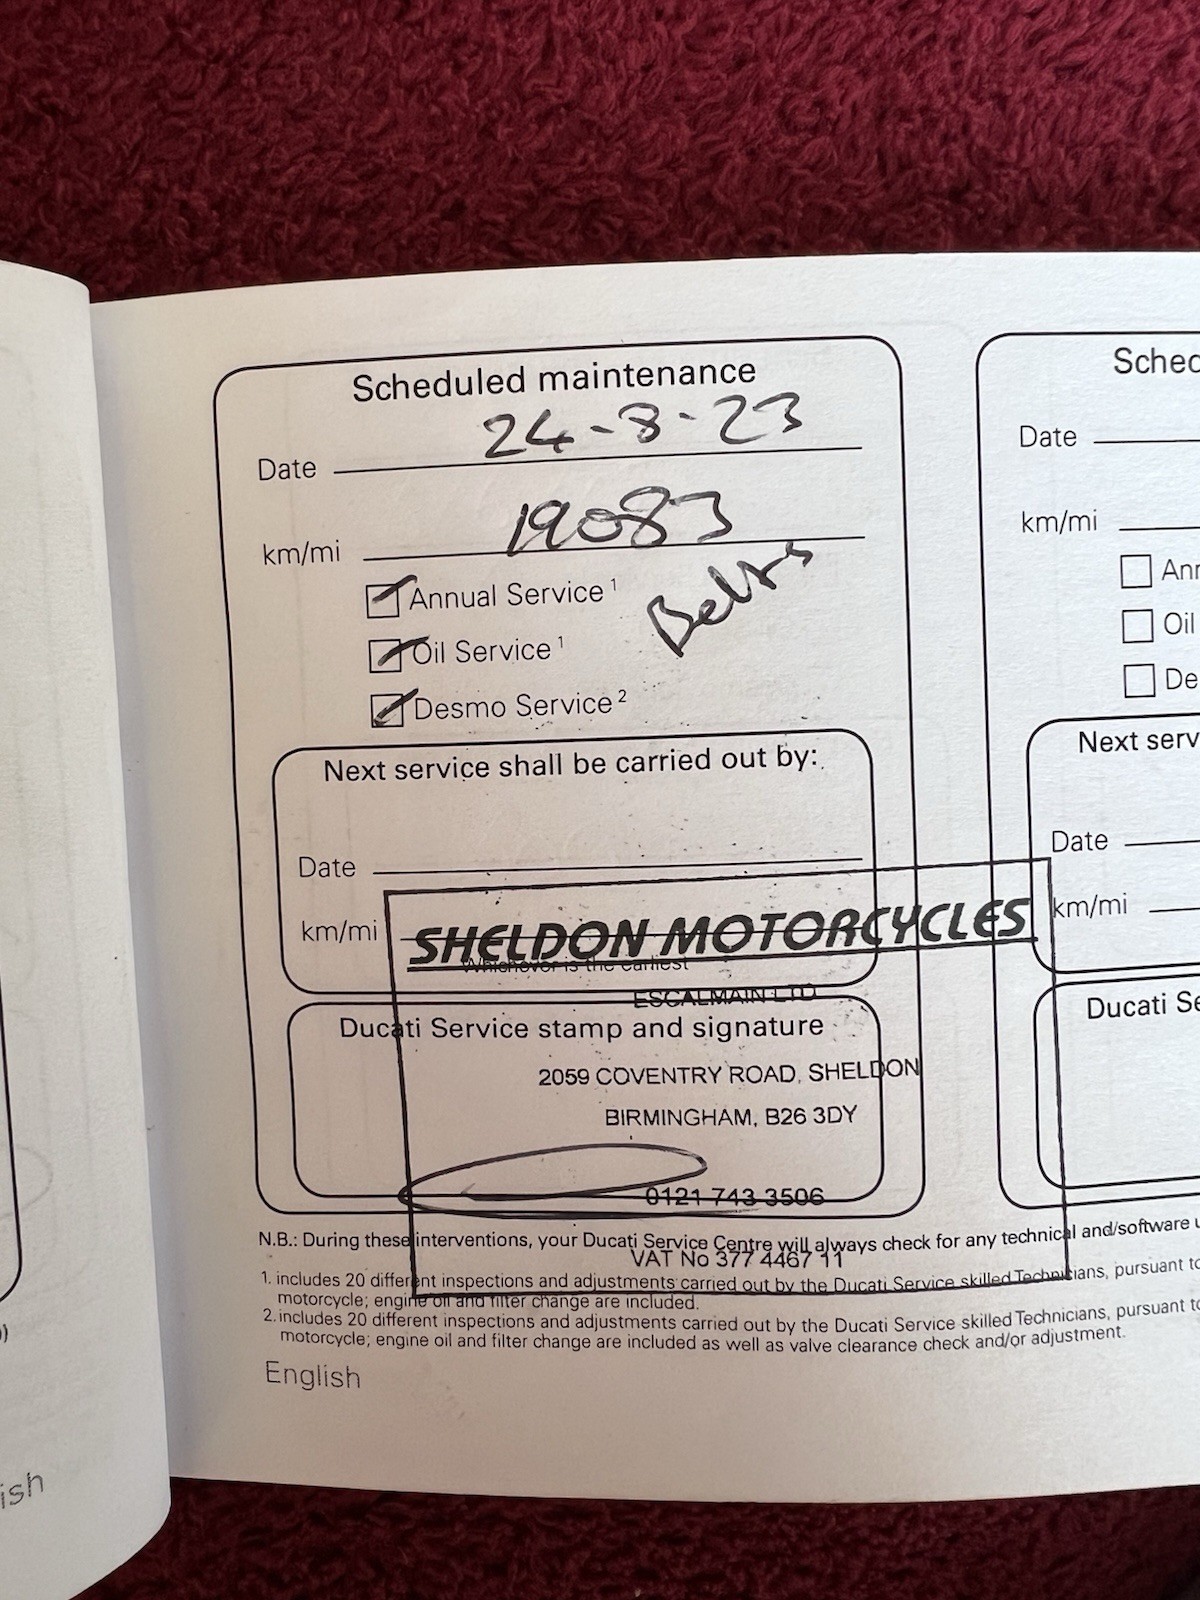 Scheduled maintenance
Date 24-8-23
km/mi 19083
Annual Service 1
Belts
Oil Service 1
Desmo Service 2
Next service shall be carried out by:
Date
km/mi
SHELDON MOTORCYCLES
Whichever is the earliest
ESCALMAIN LTD
Ducati Service stamp and signature
2059 COVENTRY ROAD, SHELDON
BIRMINGHAM, B26 3DY
0121 743 3506
N.B.: During these interventions, your Ducati Service Centre will always check for any technical and/software u
VAT No 377 4467 11
1. includes 20 different inspections and adjustments carried out by the Ducati Service skilled Technicians, pursuant to
motorcycle; engine oil and filter change are included.
2. includes 20 different inspections and adjustments carried out by the Ducati Service skilled Technicians, pursuant to
motorcycle; engine oil and filter change are included as well as valve clearance check and/or adjustment.
English
Sched
Date
km/mi
Ann
Oil
De
Next serv
Date
km/mi
Ducati Se
ish